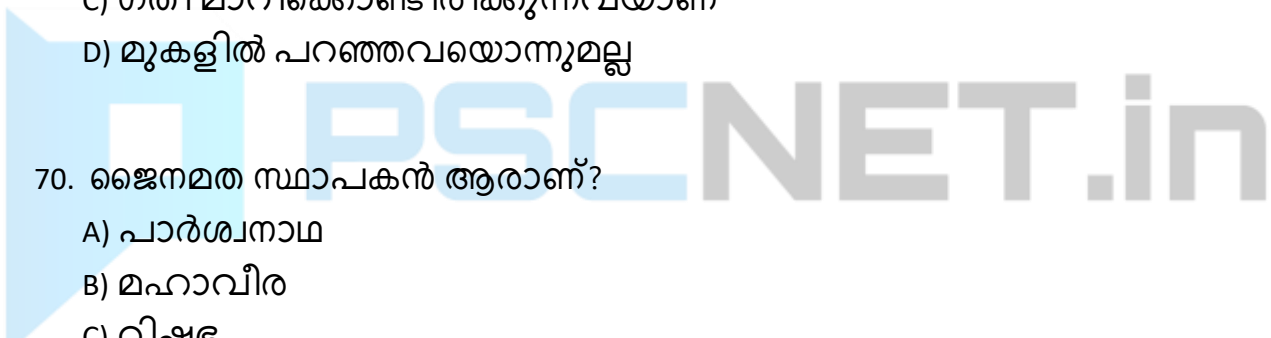 D) മുകളിൽ പറഞ്ഞവയൊന്നുമല്ല
PSCNET.in
70. ജൈനമത സ്ഥാപകൻ ആരാണ്?
A) പാർശ്വനാഥ
B) മഹാവീര